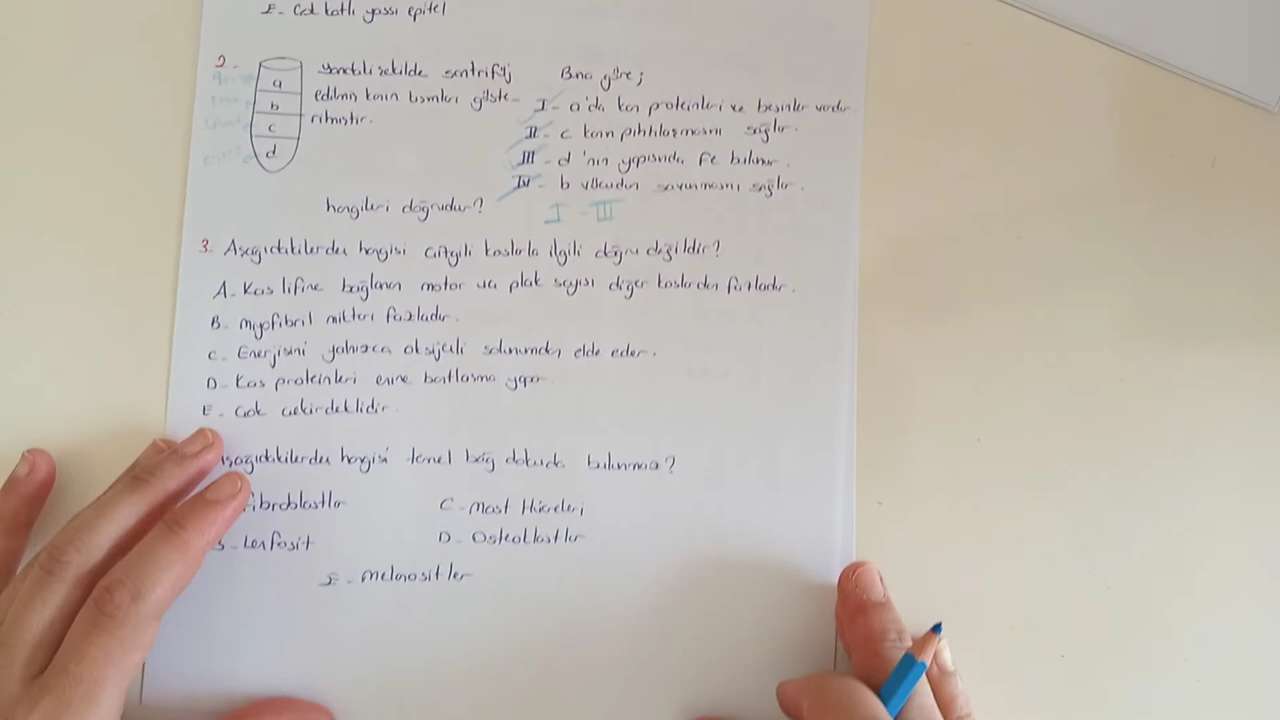 E- Çok katlı yassı epitel
2- Yandaki şekilde santrifüj
edilmiş kanın kısımları göste-
rilmiştir.
a
b
c
d
Buna göre;
I- a'da kan proteinleri ve besinler vardır.
II- c kanın pıhtılaşmasını sağlar.
III- d'nin yapısında Fe bulunur.
IV- b vücudun savunmasını sağlar.
hangileri doğrudur?
I - III
3. Aşağıdakilerden hangisi çizgili kaslarla ilgili doğru değildir?
A- Kas lifine bağlanan motor uç plak sayısı diğer kaslardan fazladır.
B- Myofibril miktarı fazladır.
C- Enerjisini yalnızca oksijenli solunumdan elde eder.
D- Kas proteinleri enine bantlaşma yapar
E- Çok çekirdeklidir.
Aşağıdakilerden hangisi temel bağ dokuda bulunmaz?
Fibroblastlar
C- Mast Hücreleri
B- Lenfosit
D- Osteoblastlar
E- Melanositler